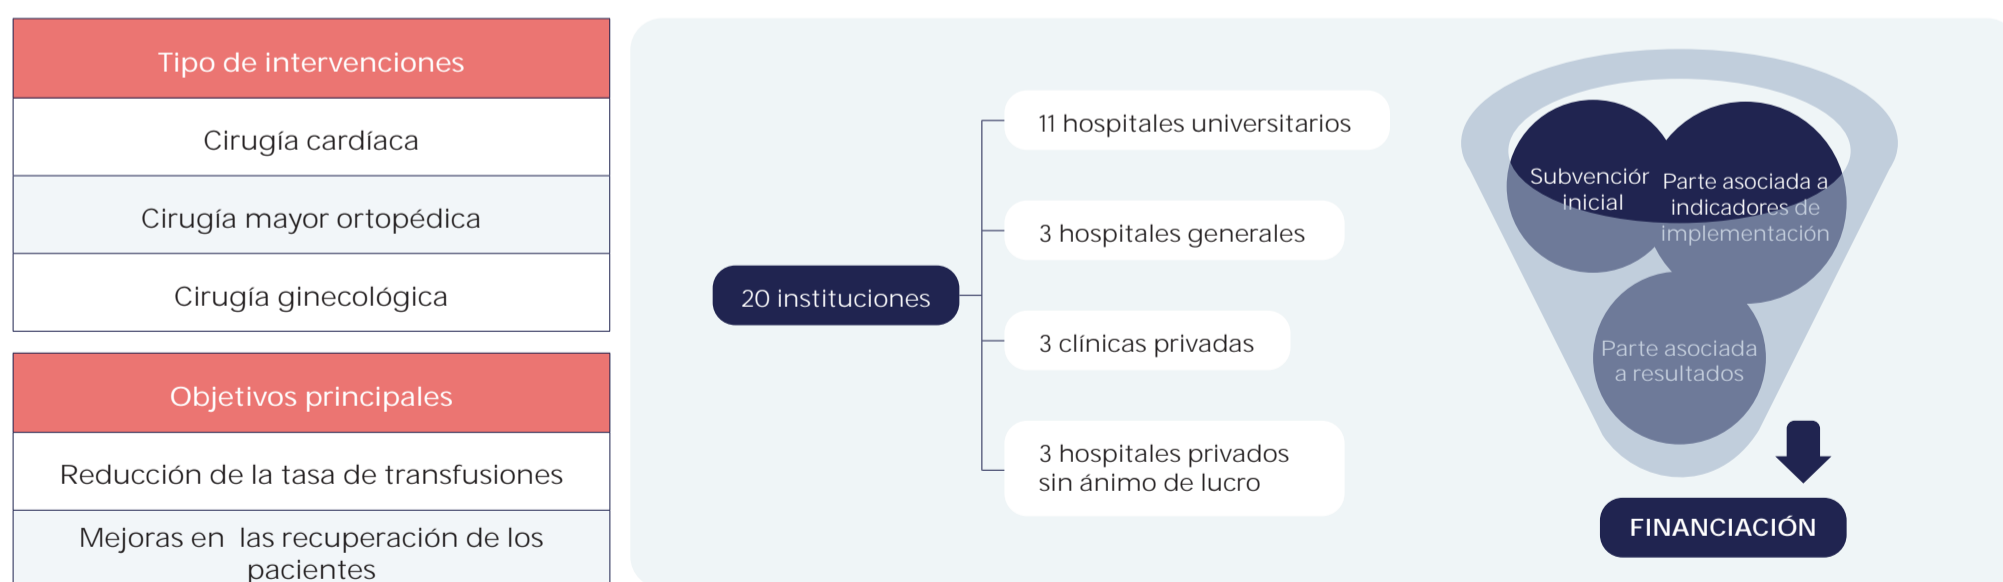 Tipo de intervenciones
Cirugía cardíaca
Cirugía mayor ortopédica
Cirugía ginecológica
Objetivos principales
Reducción de la tasa de transfusiones
Mejoras en las recuperación de los
pacientes
20 instituciones
11 hospitales universitarios
3 hospitales generales
3 clínicas privadas
3 hospitales privados
sin ánimo de lucro
Subvención
inicial
Parte asociada a
indicadores de
implementación
Parte asociada
a resultados
FINANCIACIÓN